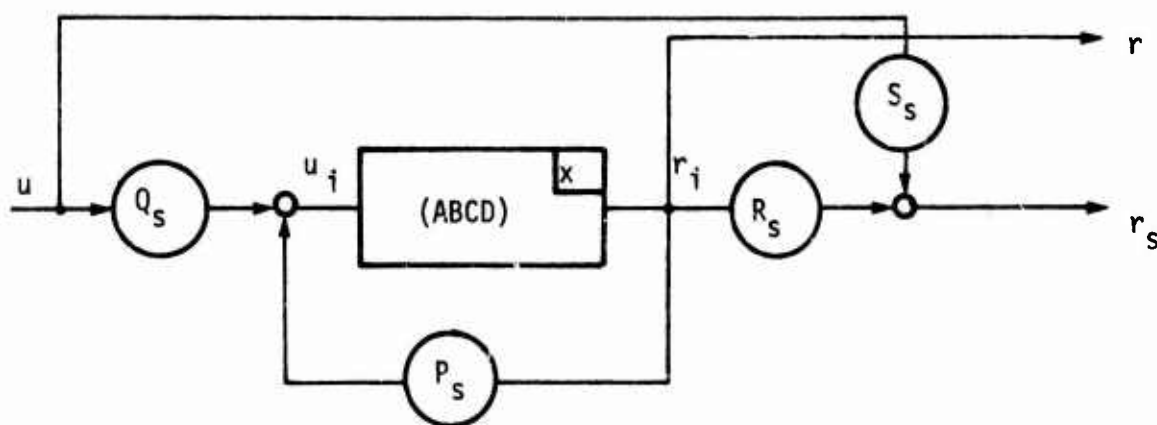 r
S_s
u
Q_s
u_i
x
(ABCD)
r_i
R_s
r_s
P_s